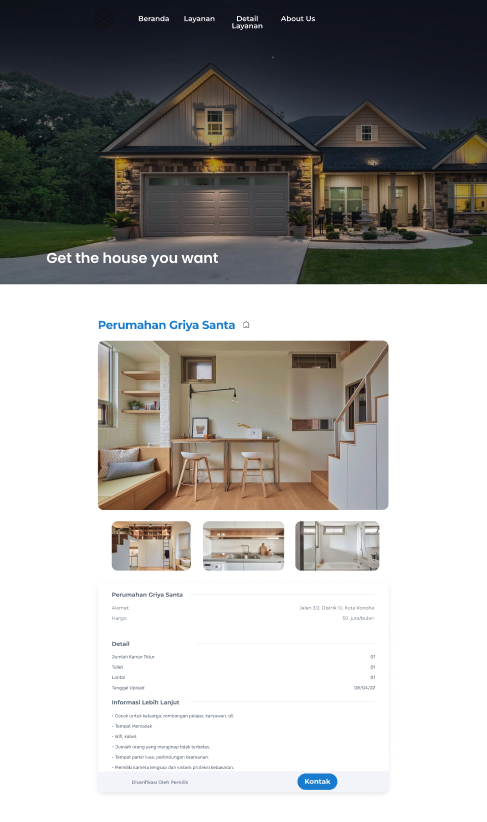 Beranda
Layanan
Detail
Layanan
About Us
Get the house you want
Perumahan Griya Santa
Perumahan Griya Santa
Alamat: Jalan 3/2, Distrik 12, Kota Konoha
Harga: 50 juta/bulan
Detail
Jumlah Kamar Tidur 01
Toilet 01
Lantai 01
Tanggal Upload 08/04/22
Informasi Lebih Lanjut
- Cocok untuk keluarga, rombongan pelajar, karyawan, dll.
- Tempat Memasak
- Wifi, Kabel.
- Jumlah orang yang menginap tidak terbatas.
- Tempat parkir luas, perlindungan keamanan.
- Memiliki kamera lengkap dan sistem proteksi kebakaran.
Diverifikasi Oleh Pemilik
Kontak